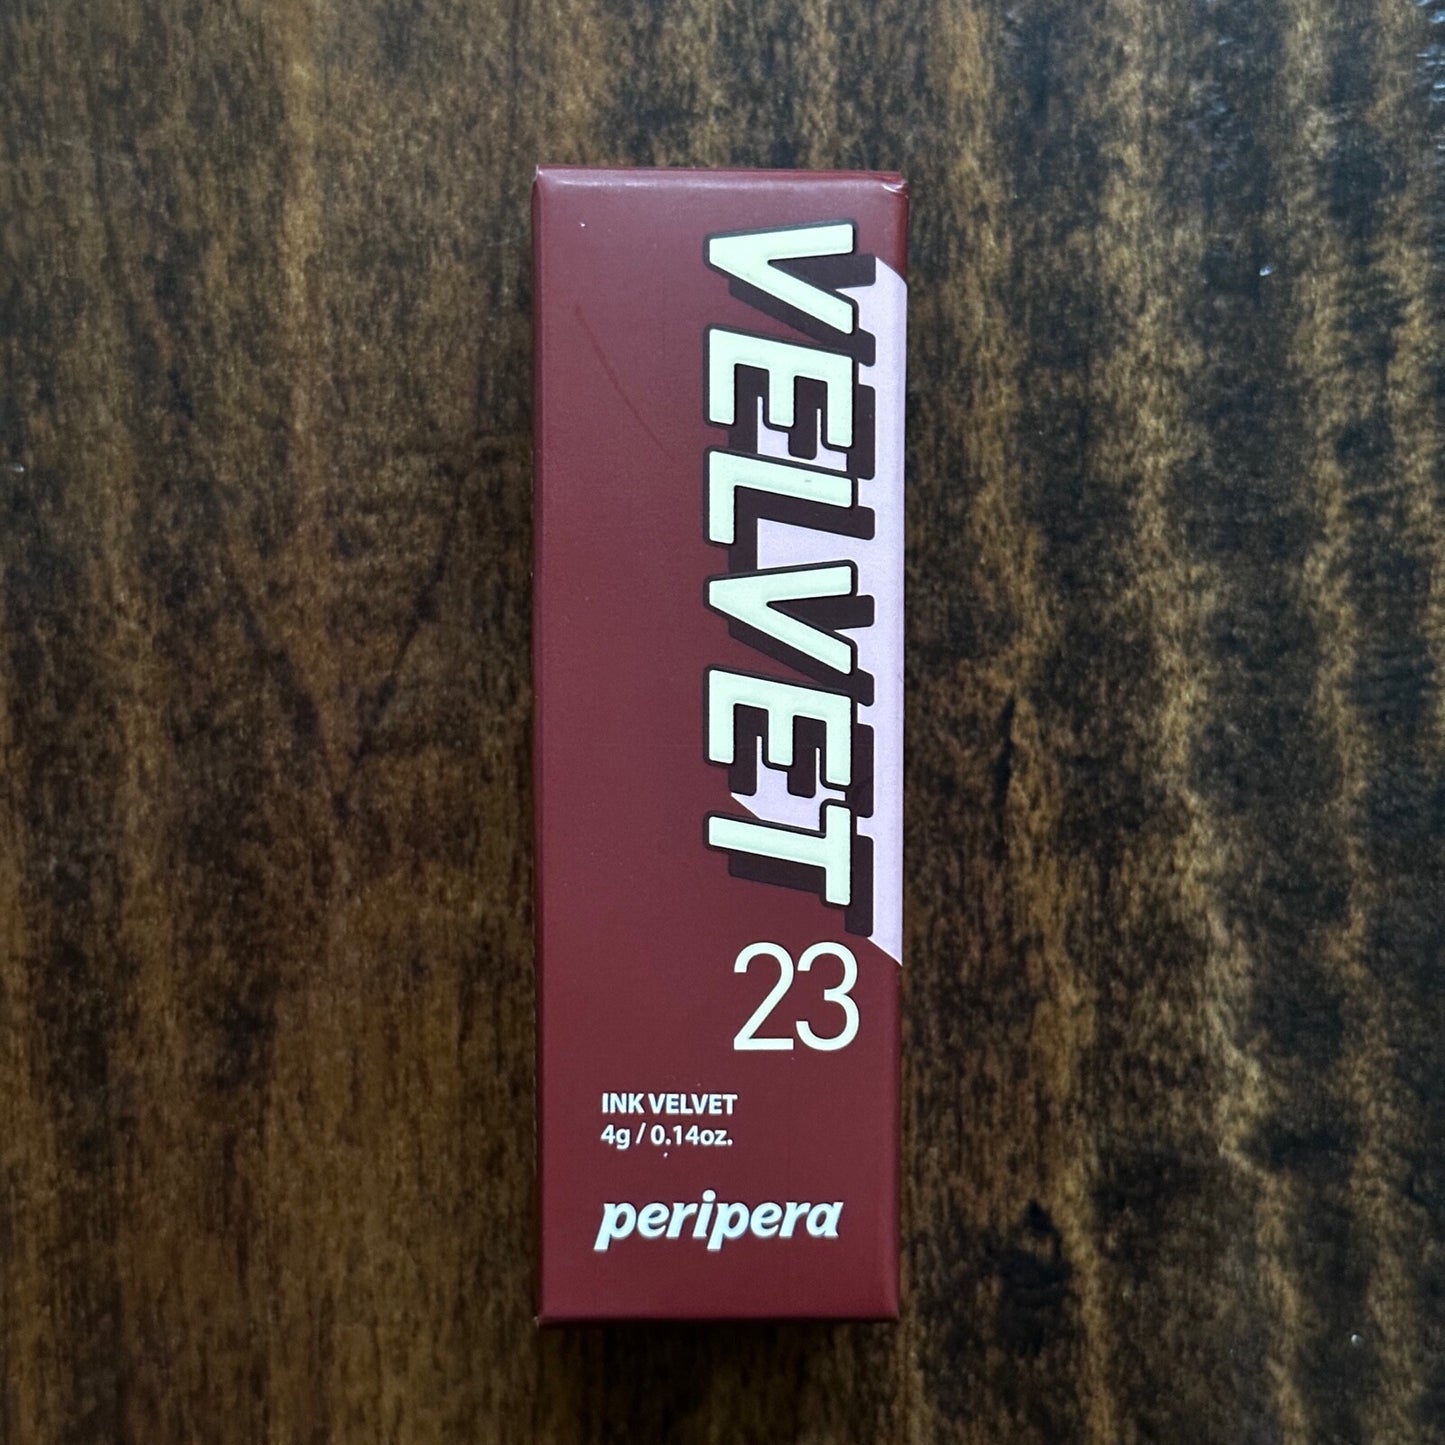 VELVET
23
INK VELVET
4g / 0.14oz.
peripera